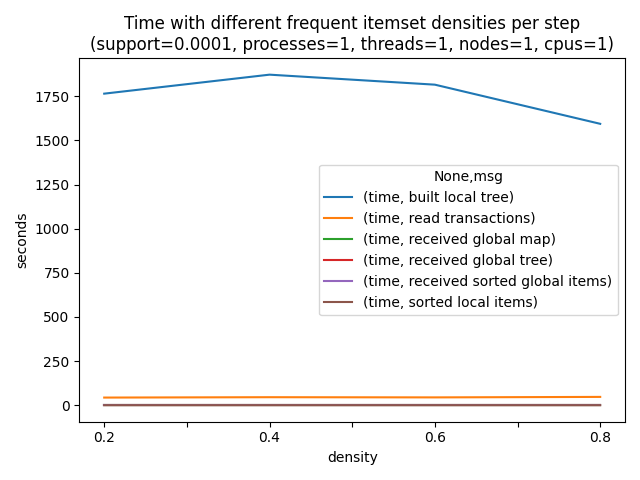 Time with different frequent itemset densities per step
(support=0.0001, processes=1, threads=1, nodes=1, cpus=1)
1750
1500
1250
1000
750
500
250
0
seconds
None,msg
(time, built local tree)
(time, read transactions)
(time, received global map)
(time, received global tree)
(time, received sorted global items)
(time, sorted local items)
0.2 0.4 0.6 0.8
density